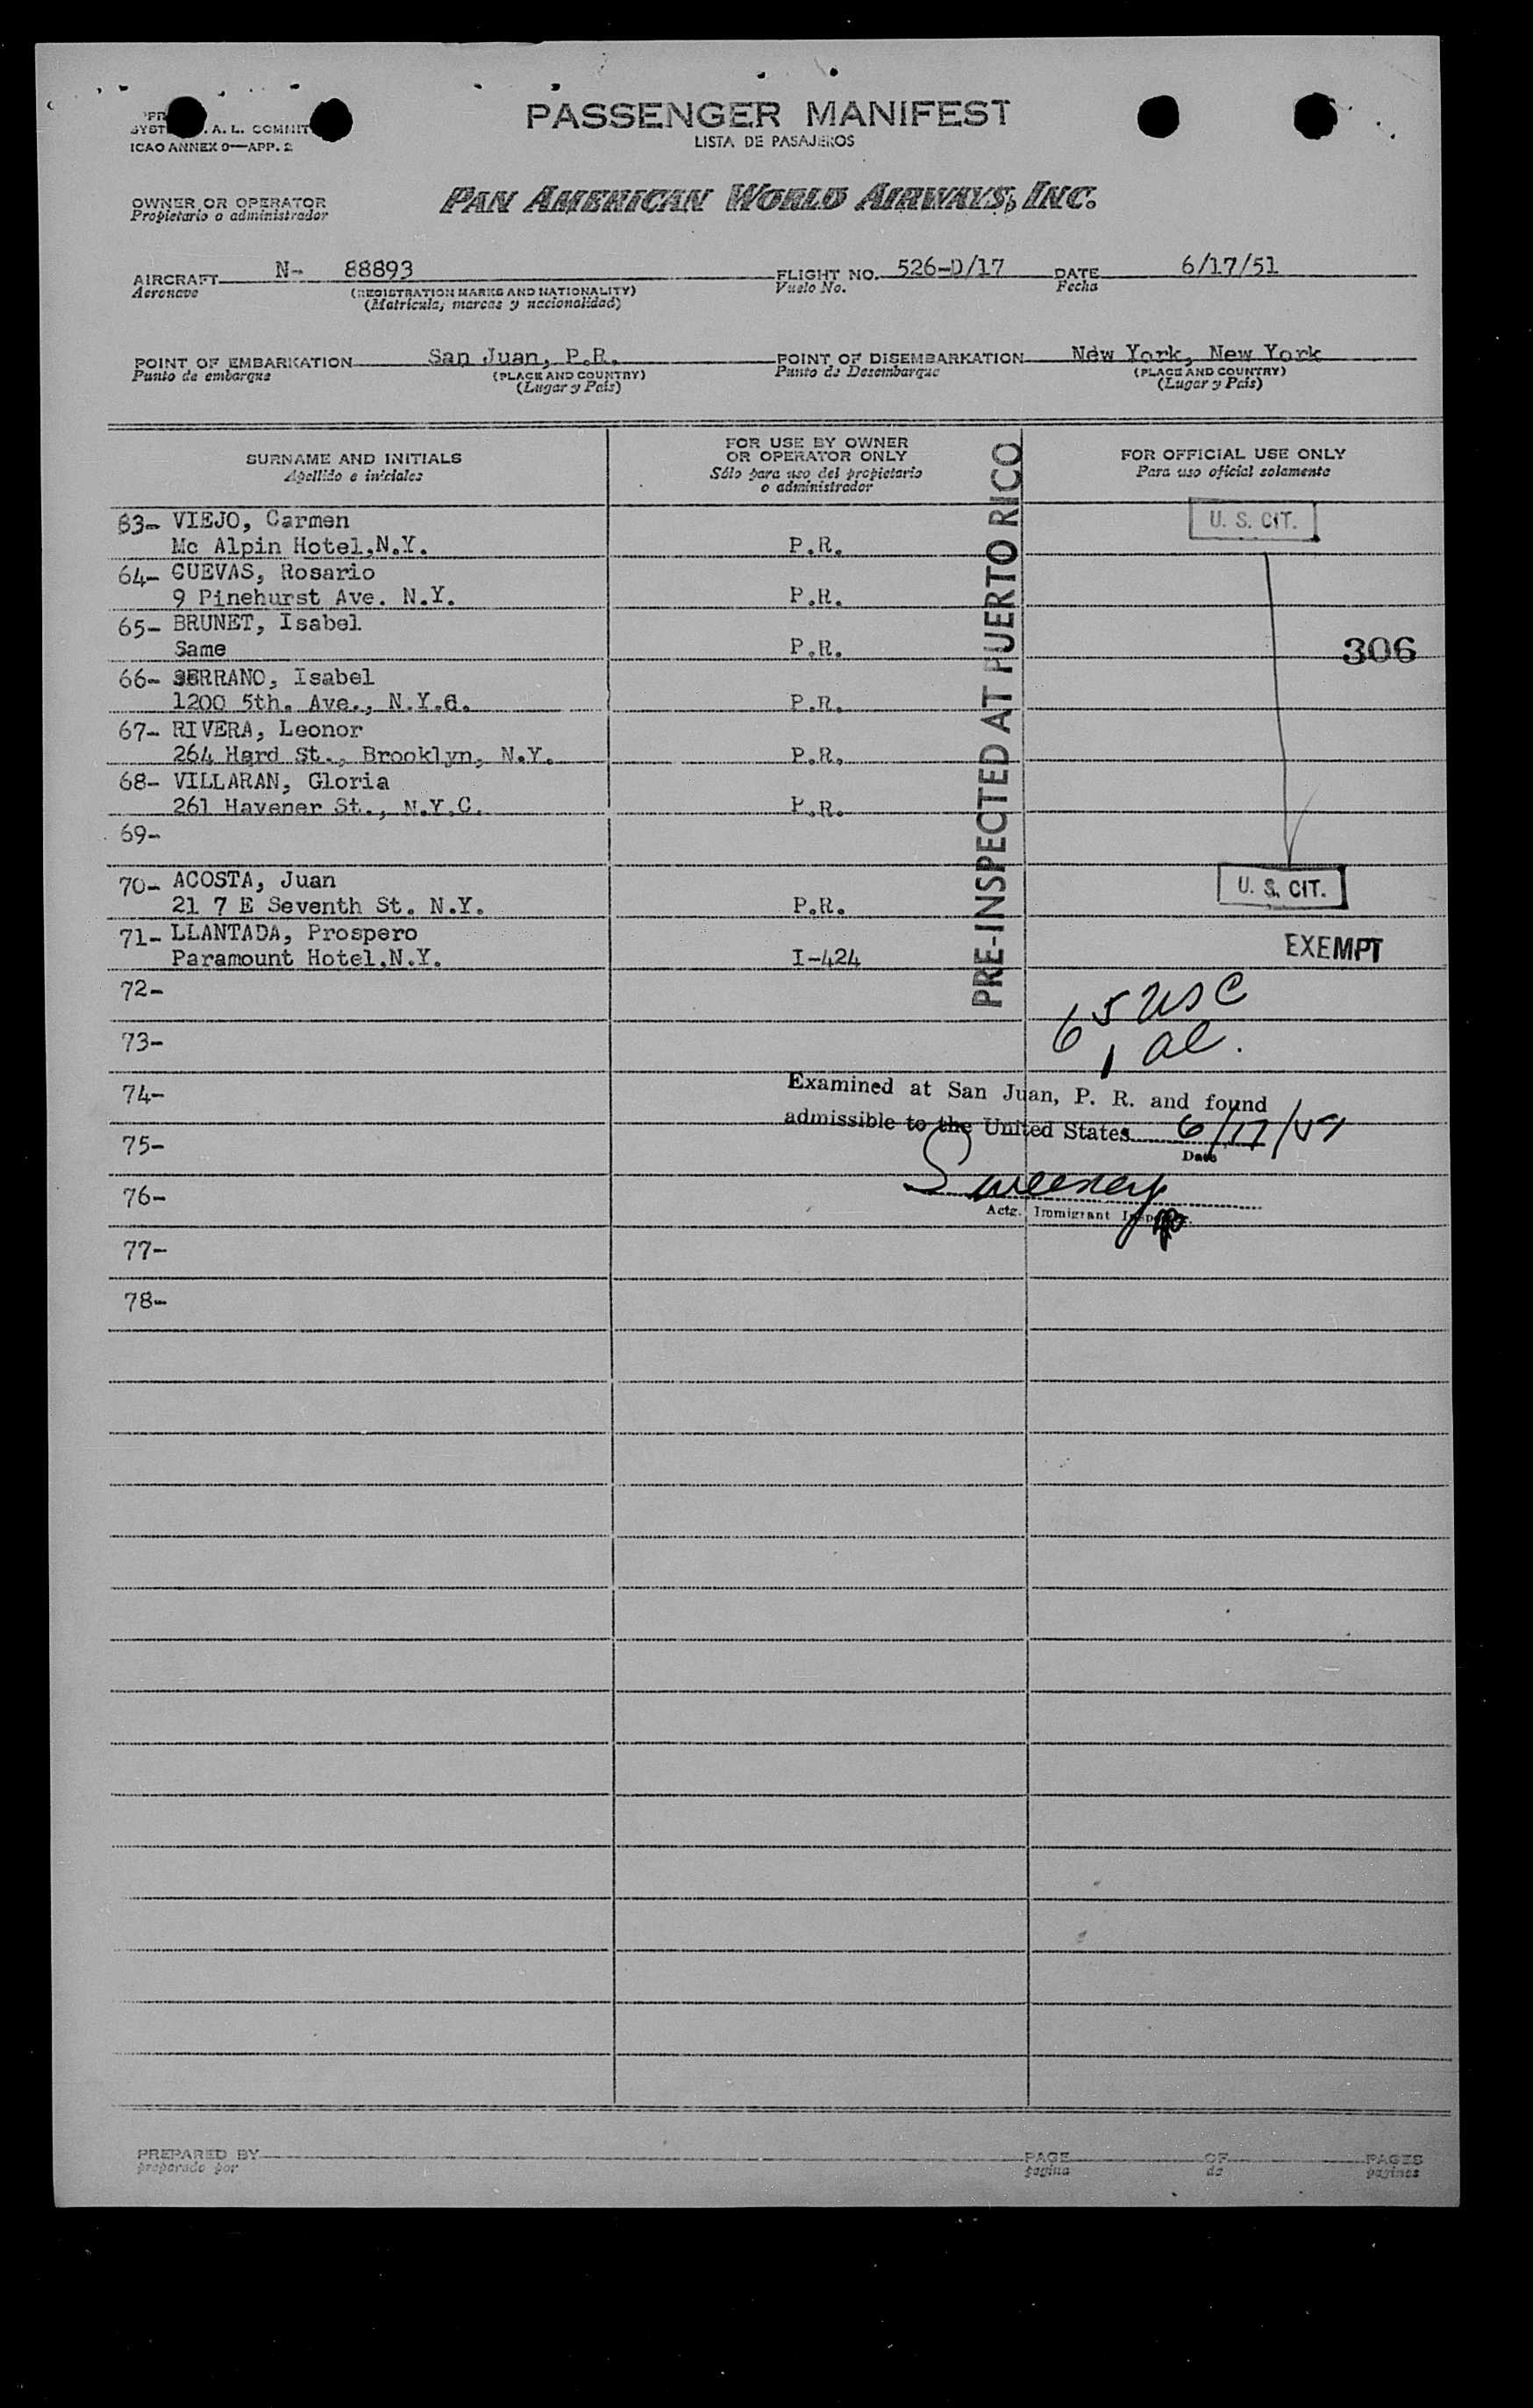 SYST A. L. COMMIT
ICAO ANNEX 9—APP. 2
PASSENGER MANIFEST
LISTA DE PASAJEROS
OWNER OR OPERATOR
Propietario o administrador
PAN AMERICAN WORLD AIRWAYS, INC.
AIRCRAFT N- 88893 FLIGHT NO. 526-D/17 DATE 6/17/51
Aeronave (REGISTRATION MARKS AND NATIONALITY) Vuelo No. Fecha
(Matricula, marcas y nacionalidad)
POINT OF EMBARKATION San Juan, P.R. POINT OF DISEMBARKATION New York, New York
Punto de embarque (PLACE AND COUNTRY) Punto de Desembarque (PLACE AND COUNTRY)
(Lugar y País) (Lugar y País)
SURNAME AND INITIALS
Apellido e iniciales
FOR USE BY OWNER
OR OPERATOR ONLY
Sólo para uso del propietario
o administrador
FOR OFFICIAL USE ONLY
Para uso oficial solamente
PRE-INSPECTED AT PUERTO RICO
63- VIEJO, Carmen U. S. CIT.
Mc Alpin Hotel,N.Y. P.R.
64- CUEVAS, Rosario
9 Pinehurst Ave. N.Y. P.R.
65- BRUNET, Isabel
Same P.R. 306
66- SERRANO, Isabel
1200 5th. Ave., N.Y.C. P.R.
67- RIVERA, Leonor
264 Hard St., Brooklyn, N.Y. P.R.
68- VILLARAN, Gloria
261 Havener St., N.Y.C. P.R.
69-
70- ACOSTA, Juan U. S. CIT.
21 7 E Seventh St. N.Y. P.R.
71- LLANTADA, Prospero EXEMPT
Paramount Hotel,N.Y. I-424
72- 65 USC
73- 1 al.
74- Examined at San Juan, P. R. and found
admissible to the United States 6/17/51
75- Date
76- Sweeney
Actg. Immigrant Inspector.
77-
78-
PREPARED BY PAGE OF PAGES
preparado por pagina de paginas